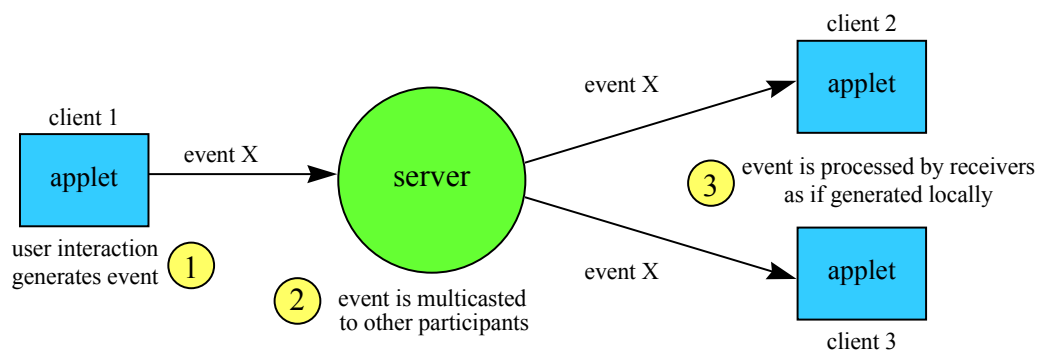 client 1
applet
user interaction
generates event
1
event X
server
2
event is multicasted
to other participants
event X
event X
client 2
applet
3
event is processed by receivers
as if generated locally
applet
client 3